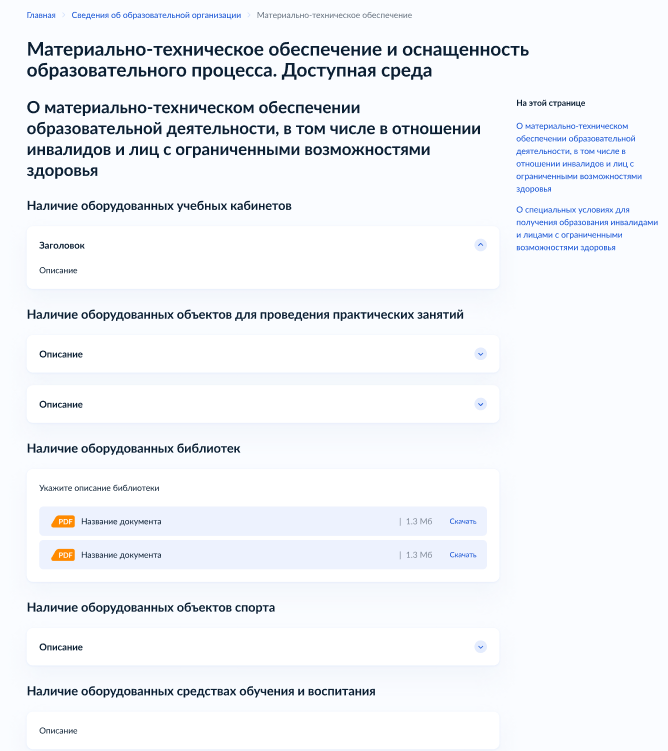 Главная
Сведения об образовательной организации
Материально-техническое обеспечение
Материально-техническое обеспечение и оснащенность
образовательного процесса. Доступная среда
О материально-техническом обеспечении
образовательной деятельности, в том числе в отношении
инвалидов и лиц с ограниченными возможностями
здоровья
Наличие оборудованных учебных кабинетов
Заголовок
Описание
Наличие оборудованных объектов для проведения практических занятий
Описание
Описание
Наличие оборудованных библиотек
Укажите описание библиотеки
PDF Название документа | 1.3 Мб Скачать
PDF Название документа | 1.3 Мб Скачать
Наличие оборудованных объектов спорта
Описание
Наличие оборудованных средствах обучения и воспитания
Описание
На этой странице
О материально-техническом
обеспечении образовательной
деятельности, в том числе в
отношении инвалидов и лиц с
ограниченными возможностями
здоровья
О специальных условиях для
получения образования инвалидами
и лицами с ограниченными
возможностями здоровья